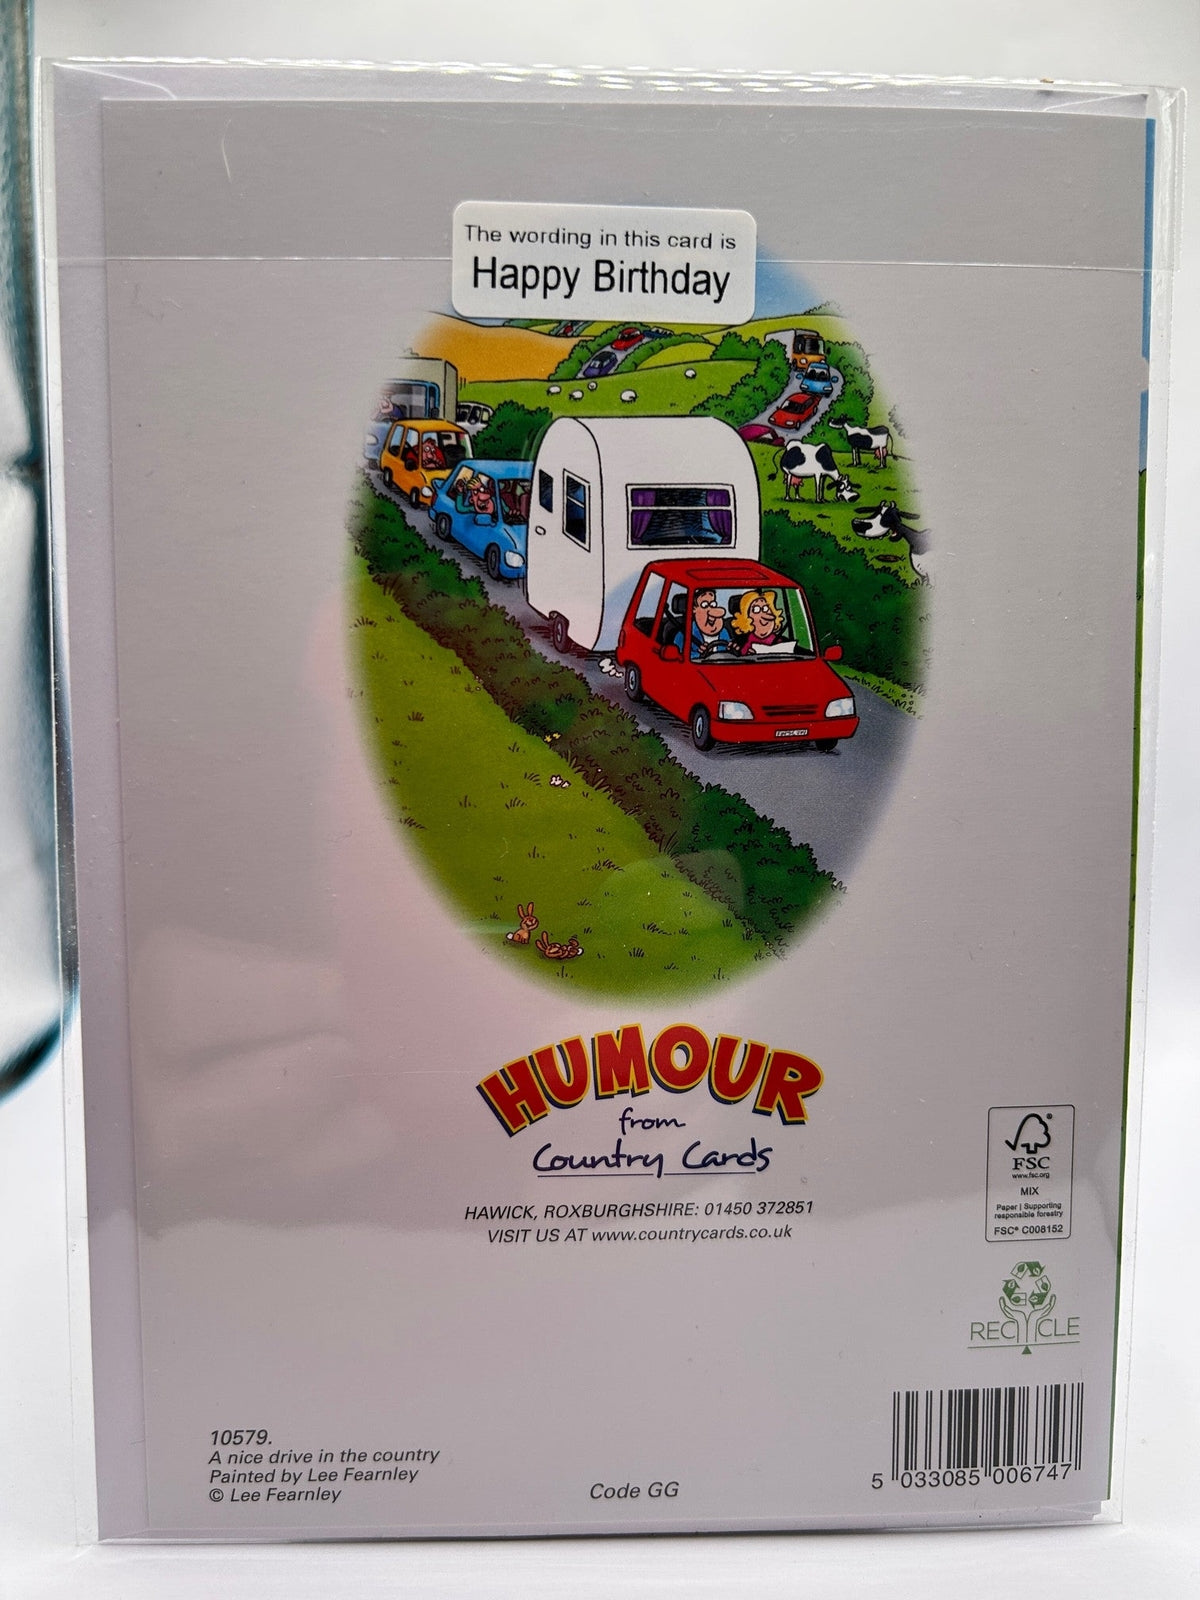 The wording in this card is
Happy Birthday
HUMOUR
from
Country Cards
HAWICK, ROXBURGHSHIRE: 01450 372851
VISIT US AT www.countrycards.co.uk
FSC
www.fsc.org
MIX
Paper | Supporting
responsible forestry
FSC® C008152
RECYCLE
10579.
A nice drive in the country
Painted by Lee Fearnley
© Lee Fearnley
Code GG
5 033085 006747